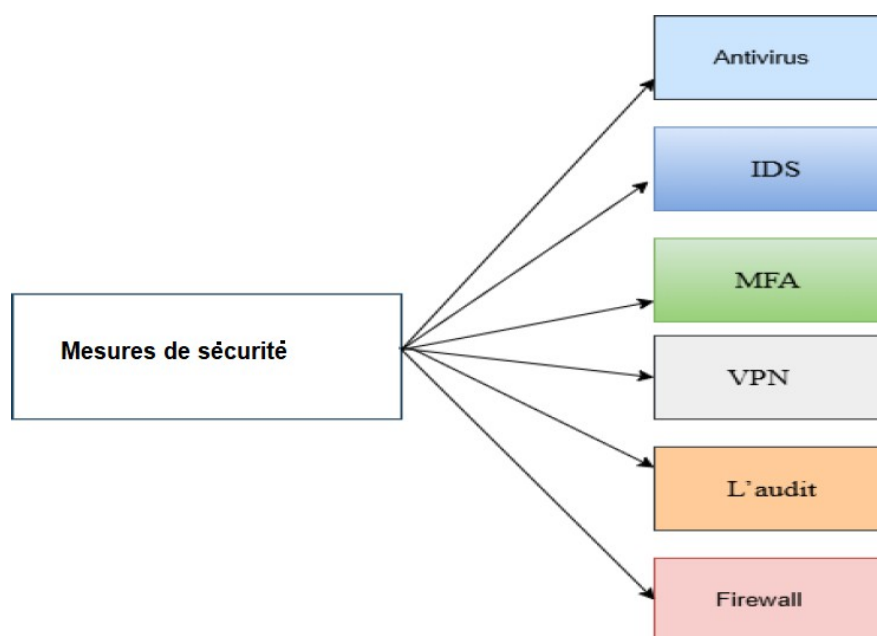 Antivirus
IDS
MFA
Mesures de sécurité
VPN
L'audit
Firewall